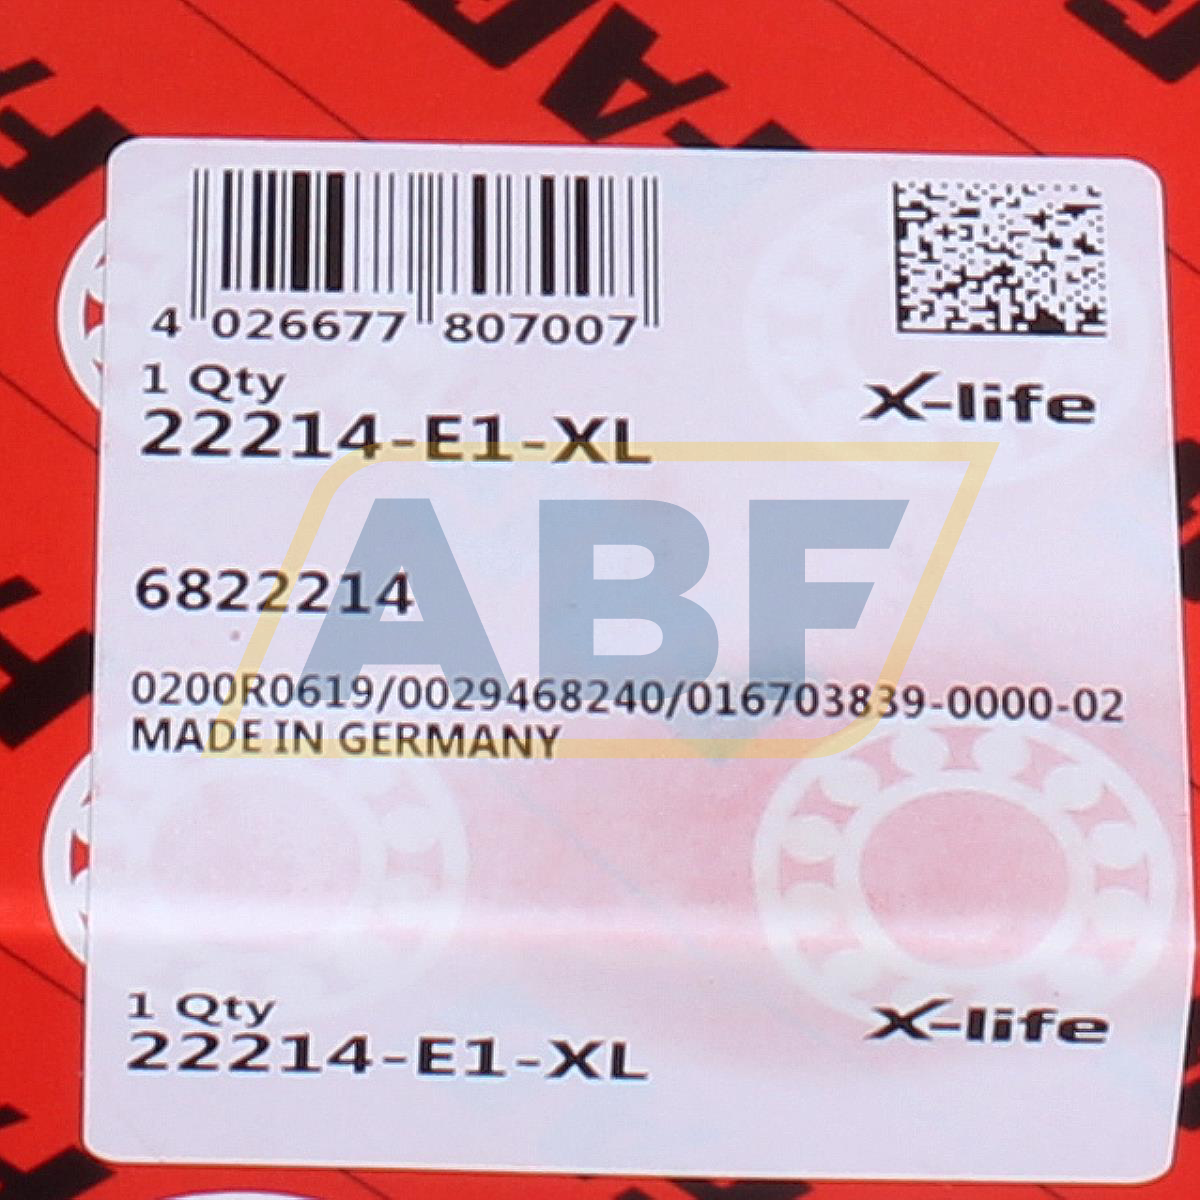 FAG
4 026677 807007
1 Qty
X-life
22214-E1-XL
ABF
6822214
0200R0619/0029468240/016703839-0000-02
MADE IN GERMANY
1 Qty
X-life
22214-E1-XL